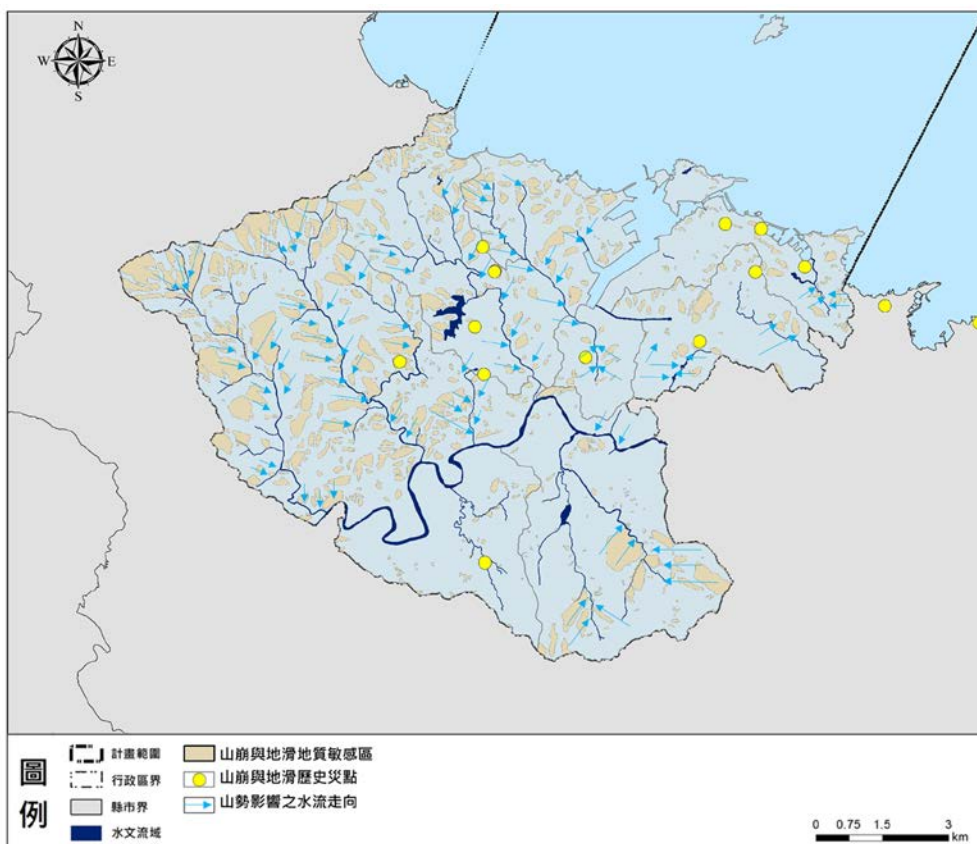 N
W E
S
圖例
計畫範圍
行政區界
縣市界
水文流域
山崩與地滑地質敏感區
山崩與地滑歷史災點
山勢影響之水流走向
0 0.75 1.5 3
km